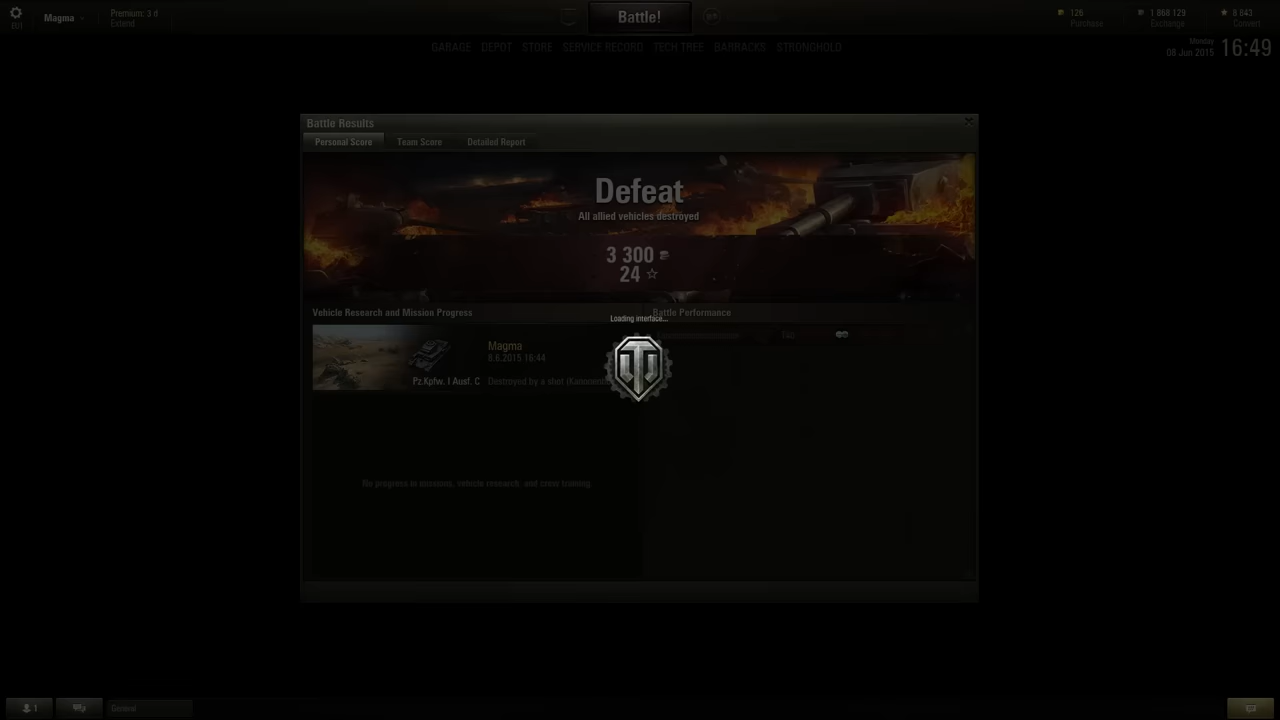 EU
Magma
Premium: 3 d
Extend
Battle!
126
Purchase
1 868 129
Exchange
8 843
Convert
GARAGE DEPOT STORE SERVICE RECORD TECH TREE BARRACKS STRONGHOLD
Monday
08 Jun 2015
16:49
Battle Results
Personal Score Team Score Detailed Report
Defeat
All allied vehicles destroyed
3 300
24
Vehicle Research and Mission Progress
Battle Performance
Loading interface...
Magma
8.6.2015 16:44
Pz.Kpfw. I Ausf. C
Destroyed by a shot
No progress in missions, vehicle research, and crew training.
1
General